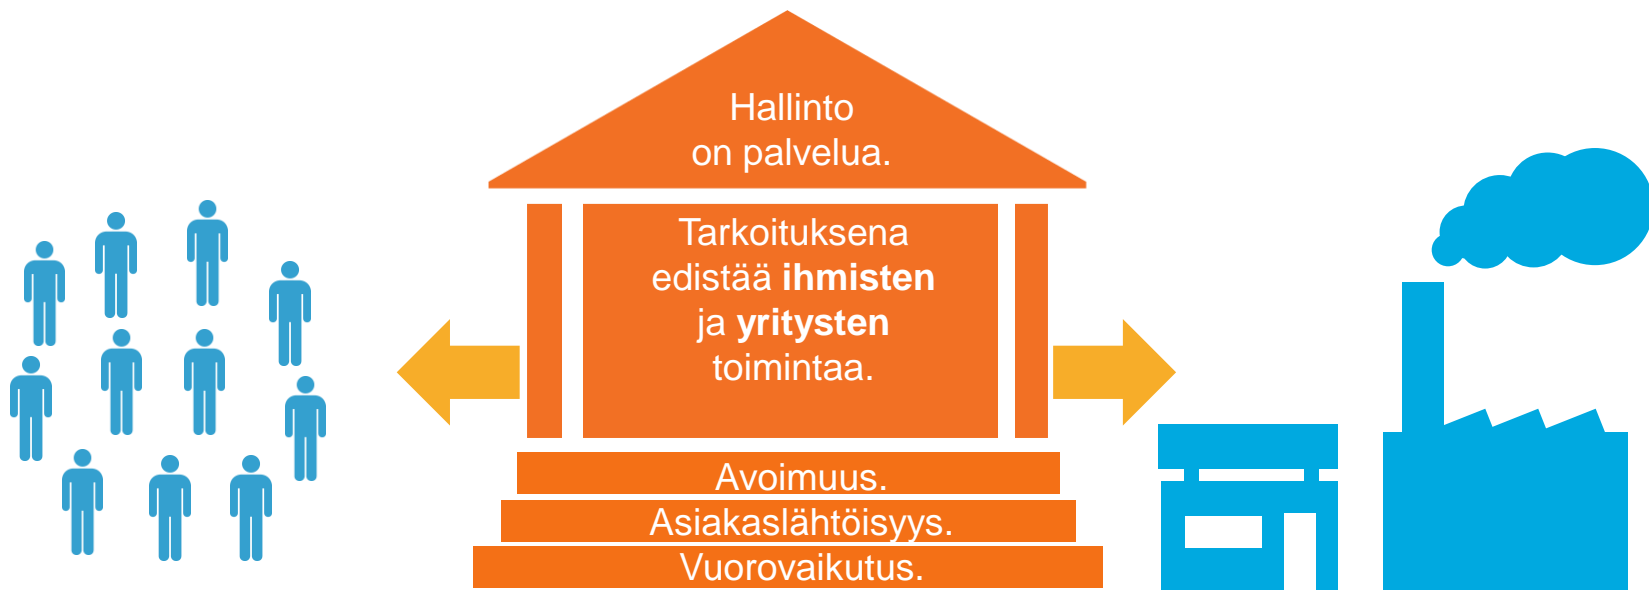 Hallinto
on palvelua.
Tarkoituksena
edistää ihmisten
ja yritysten
toimintaa.
Avoimuus.
Asiakaslähtöisyys.
Vuorovaikutus.